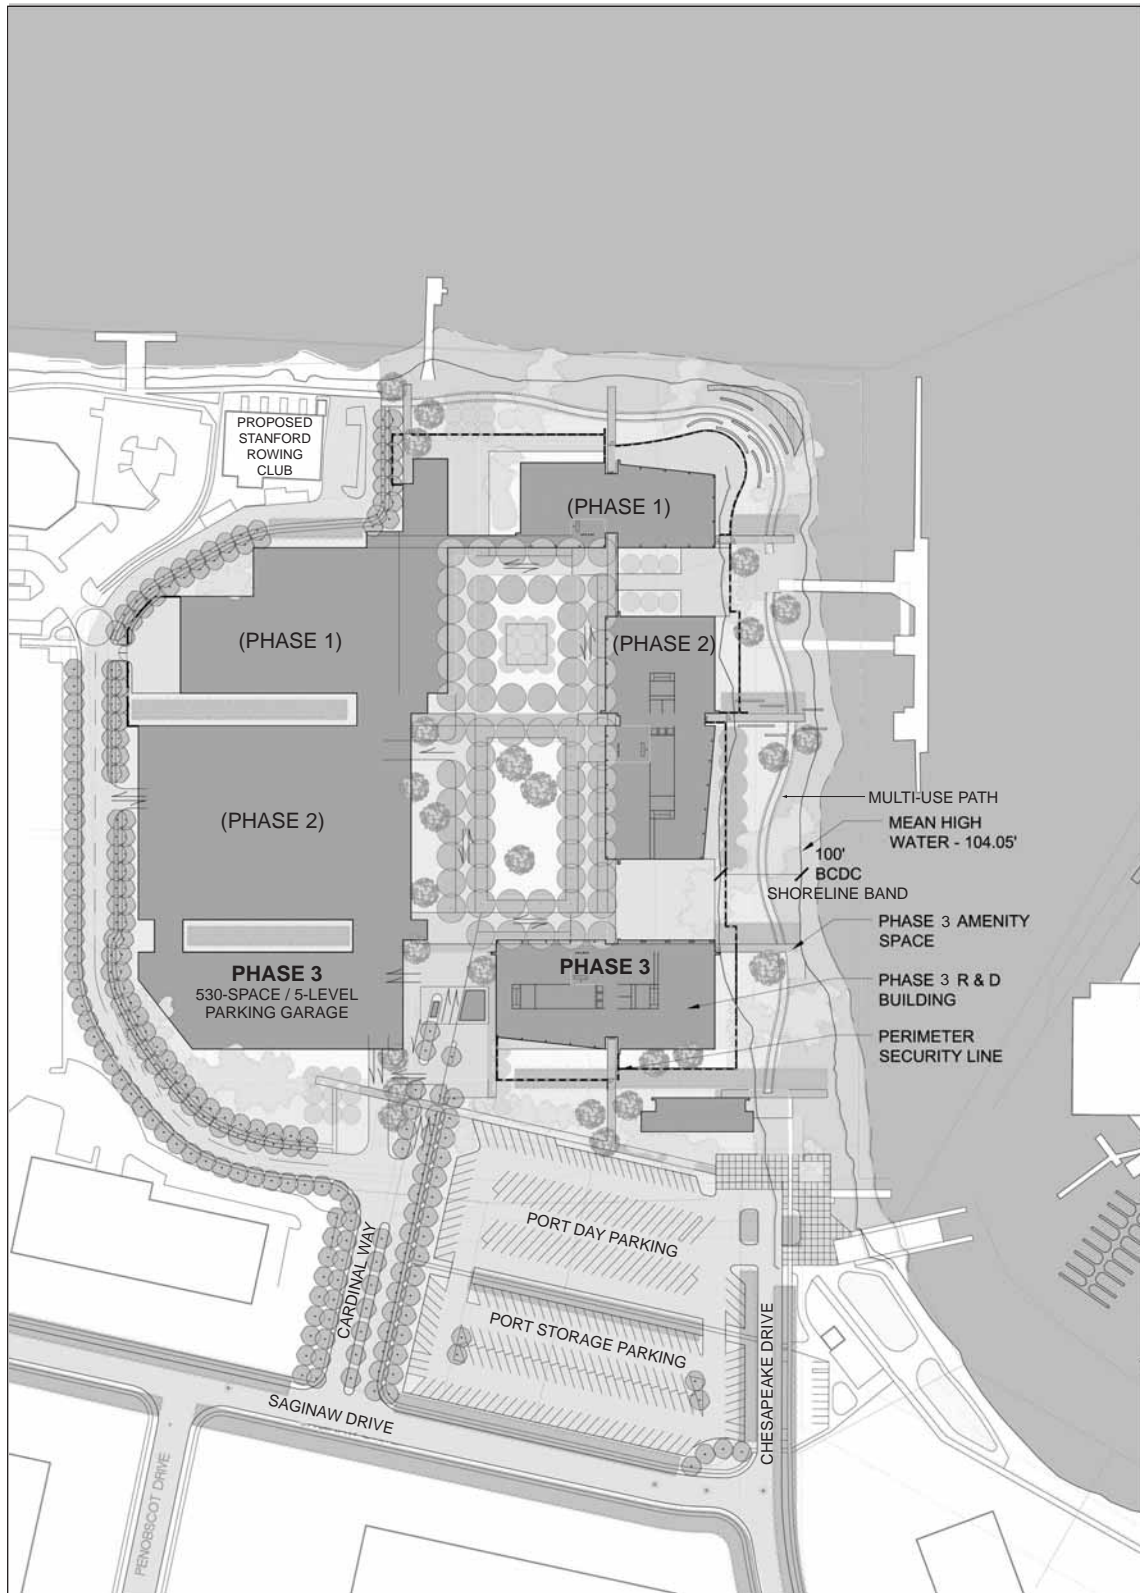 PROPOSED
STANFORD
ROWING
CLUB
(PHASE 1)
(PHASE 1)
(PHASE 2)
(PHASE 2)
MULTI-USE PATH
MEAN HIGH
WATER - 104.05'
100'
BCDC
SHORELINE BAND
PHASE 3 AMENITY
SPACE
PHASE 3
530-SPACE / 5-LEVEL
PARKING GARAGE
PHASE 3
PHASE 3 R & D
BUILDING
PERIMETER
SECURITY LINE
PORT DAY PARKING
CARDINAL WAY
PORT STORAGE PARKING
CHESAPEAKE DRIVE
SAGINAW DRIVE
PENOBSCOT DRIVE